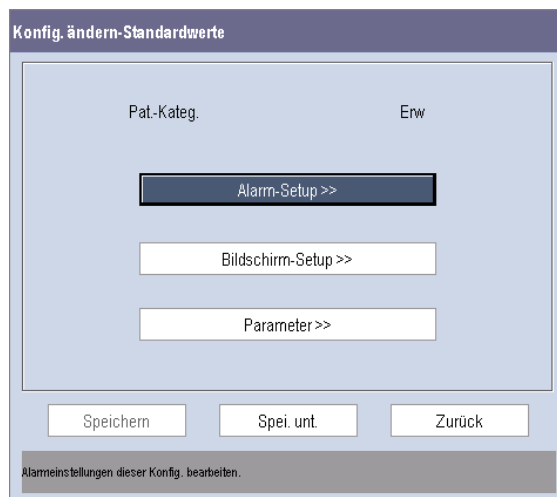 Konfig. ändern-Standardwerte
Pat.-Kateg. Erw
Alarm-Setup >>
Bildschirm-Setup >>
Parameter >>
Speichern Spei. unt. Zurück
Alarmeinstellungen dieser Konfig. bearbeiten.